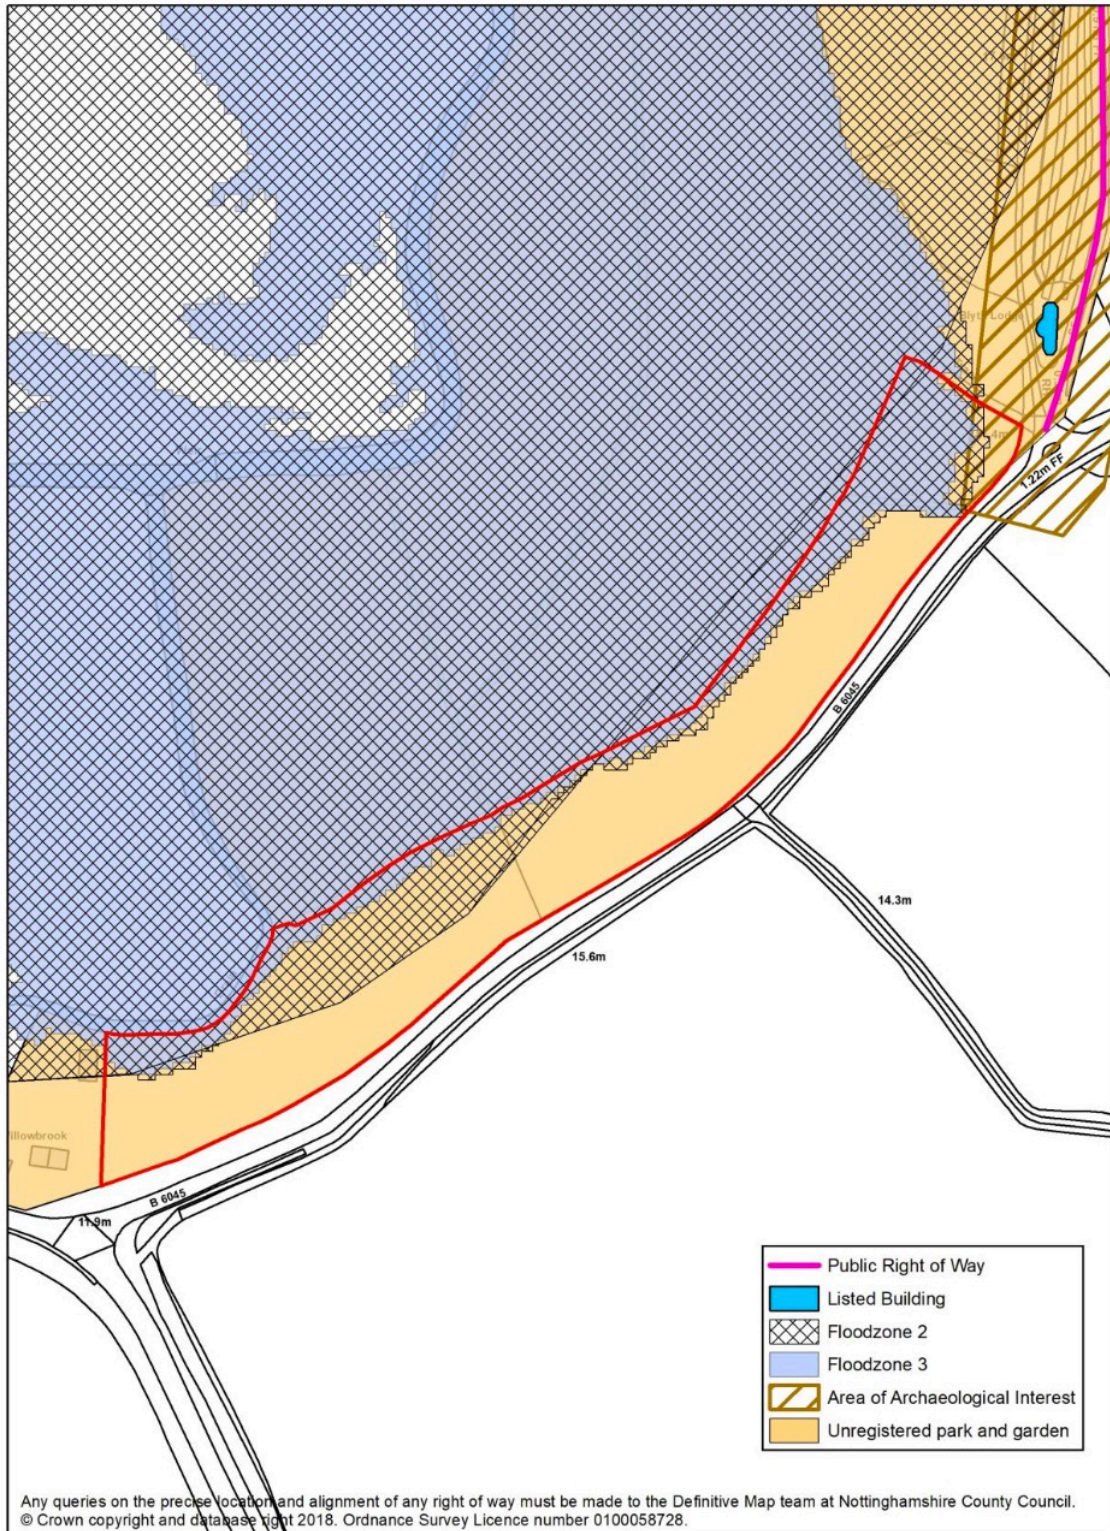 Blyth Lodge
1.22m FF
B 6045
14.3m
15.6m
illowbrook
B 6045
11.9m
Public Right of Way
Listed Building
Floodzone 2
Floodzone 3
Area of Archaeological Interest
Unregistered park and garden
Any queries on the precise location and alignment of any right of way must be made to the Definitive Map team at Nottinghamshire County Council.
© Crown copyright and database right 2018. Ordnance Survey Licence number 0100058728.